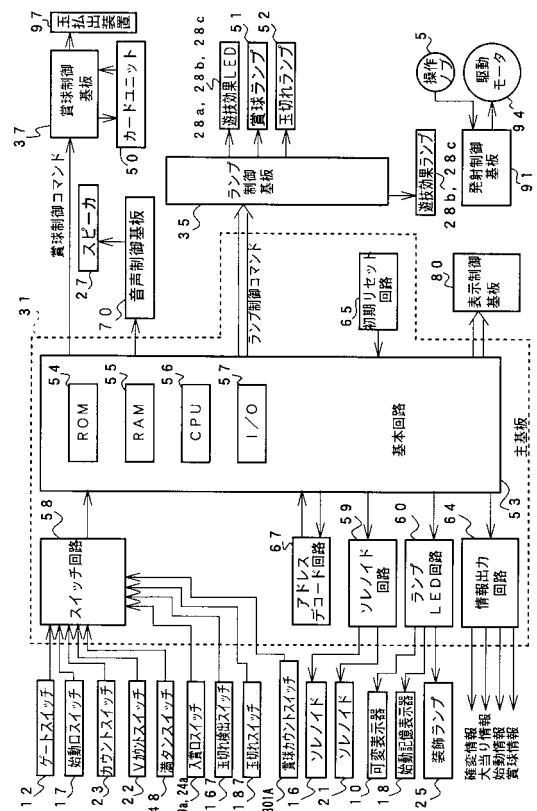 12
ゲートスイッチ
17
始動口スイッチ
23
カウントスイッチ
22
V カウントスイッチ
48
満タンスイッチ
入賞口スイッチ
167
玉切れ検出スイッチ
187
玉切れスイッチ
301A
賞球カウントスイッチ
16
ソレノイド
21
ソレノイド
10
可変表示器
18
始動記憶表示器
25
装飾ランプ
確変情報
大当り情報
始動情報
賞球情報
58
スイッチ回路
67
アドレス
デコード回路
59
ソレノイド
回路
60
ランプ
LED回路
64
情報出力
回路
31
54
ROM
55
RAM
56
CPU
57
I/O
基本回路
53
主基板
65
初期リセット
回路
賞球制御コマンド
ランプ制御コマンド
97
玉払出装置
37
賞球制御
基板
50
カードユニット
27
スピーカ
70
音声制御基板
35
ランプ制御
基板
28a, 28b, 28c
遊技効果LED
51
賞球ランプ
52
玉切れランプ
遊技効果ランプ
28b, 28c
80
表示制御
基板
5
操作
駆動
モータ
94
発射制御
基板
91